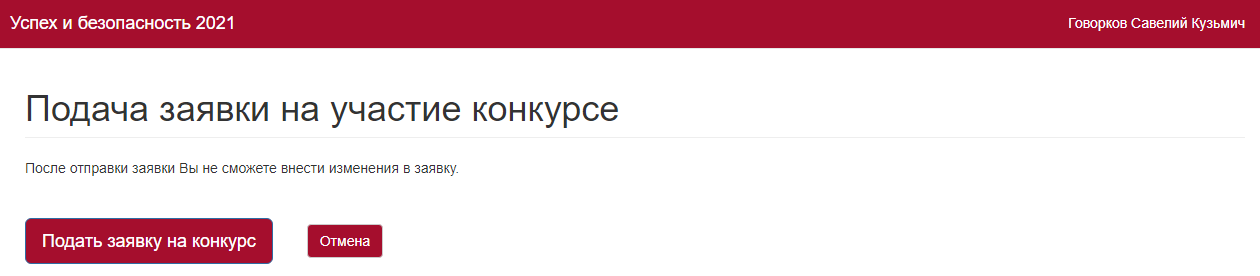 Успех и безопасность 2021
Говорков Савелий Кузьмич
Подача заявки на участие конкурсе
После отправки заявки Вы не сможете внести изменения в заявку.
Подать заявку на конкурс
Отмена